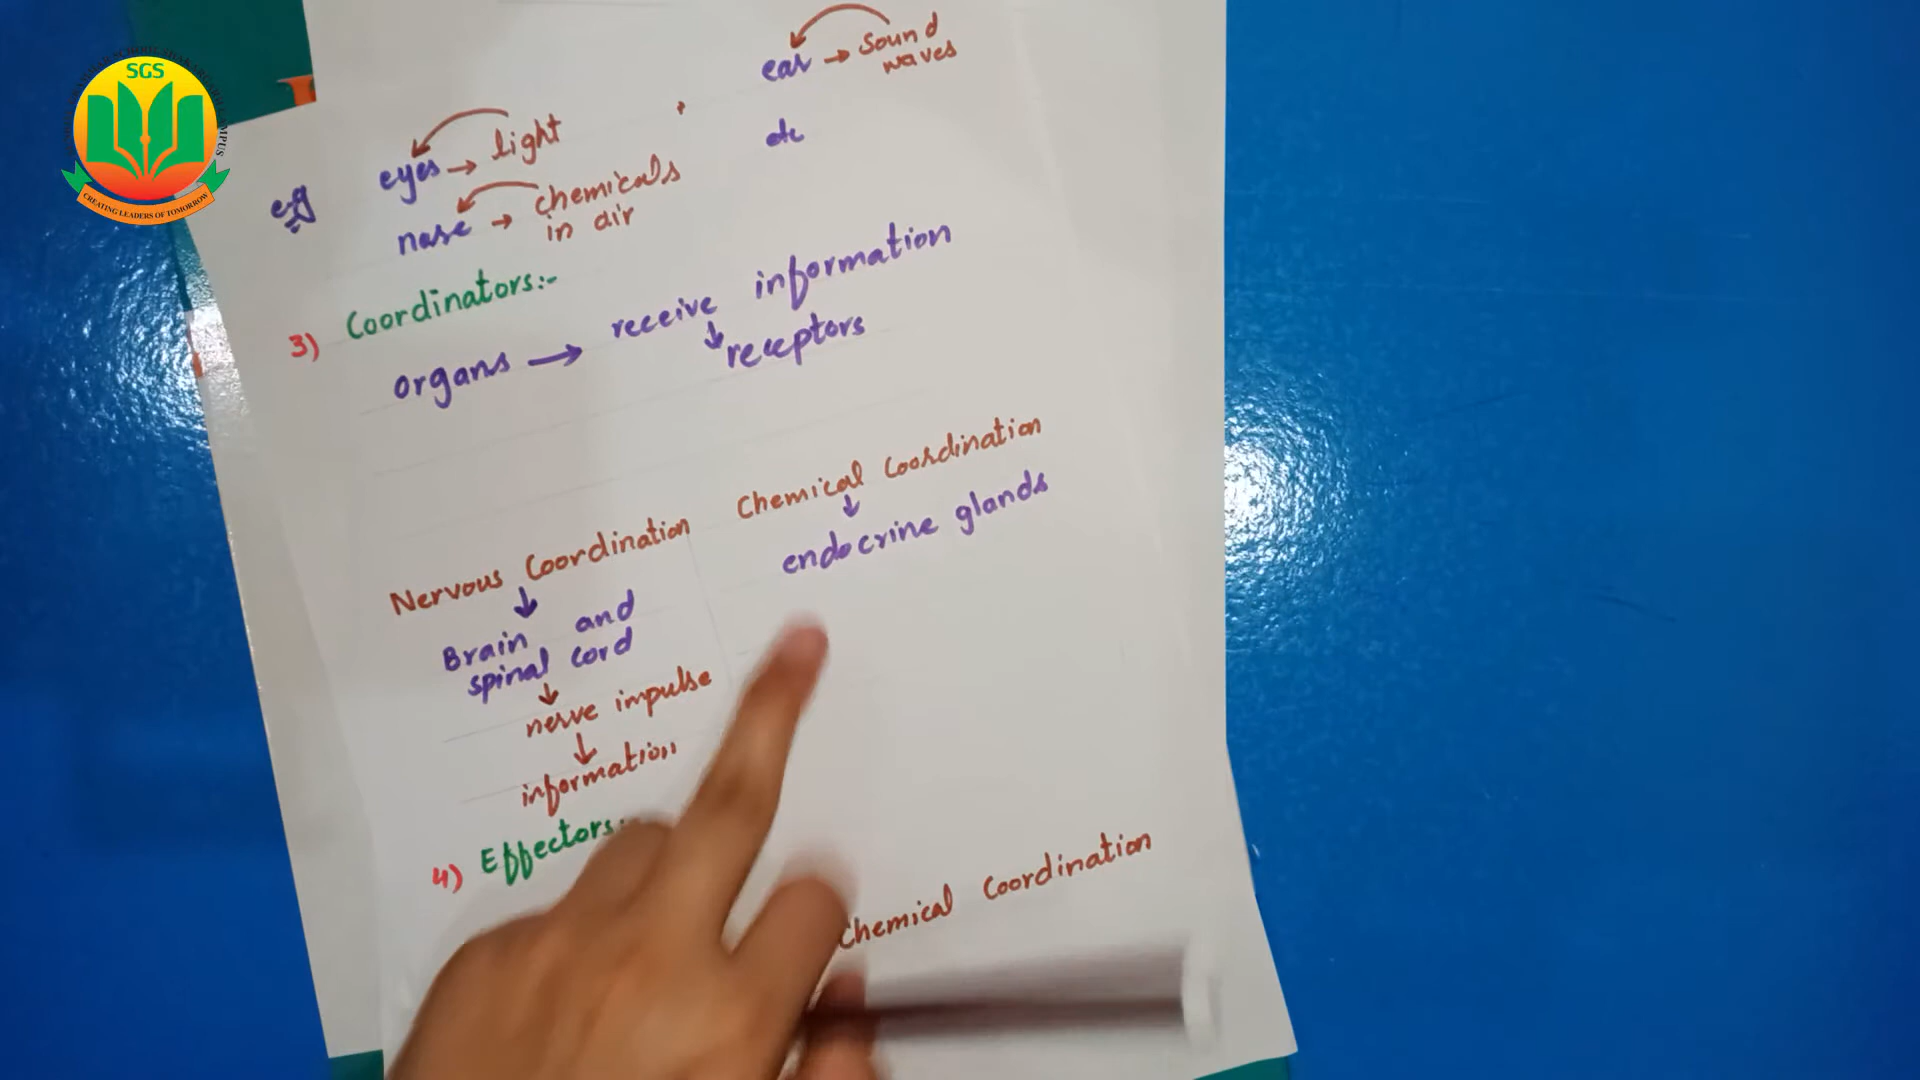 SGS
CREATING LEADERS OF TOMORROW
ear → sound
waves
etc
eg
eyes → light
nose → chemicals
in air
3) Coordinators:-
organs → receive information
↓ receptors
Chemical Coordination
↓
endocrine glands
Nervous Coordination
↓
Brain and
spinal cord
↓
nerve impulse
↓
information
4) Effectors:-
Chemical Coordination